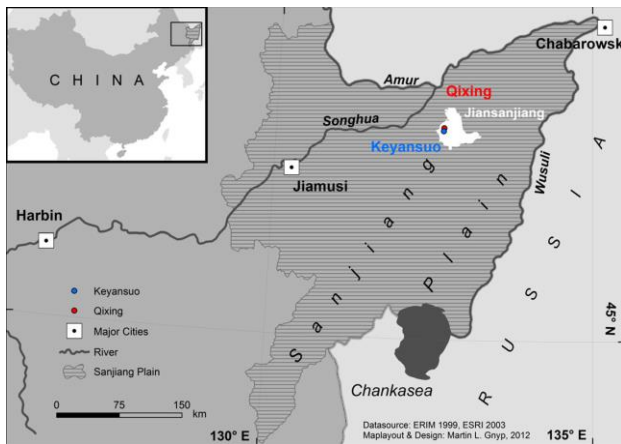 CHINA
Chabarowsk
Amur
Qixing
Jiansanjiang
Songhua
Keyansuo
Jiamusi
Wusuli
Harbin
Sanjiang Plain
RUSSIA
Keyansuo
Qixing
Major Cities
River
Sanjiang Plain
45° N
Chankasea
0 75 150
km
Datasource: ERIM 1999, ESRI 2003
Maplayout & Design: Martin L. Gnyp, 2012
130° E
135° E